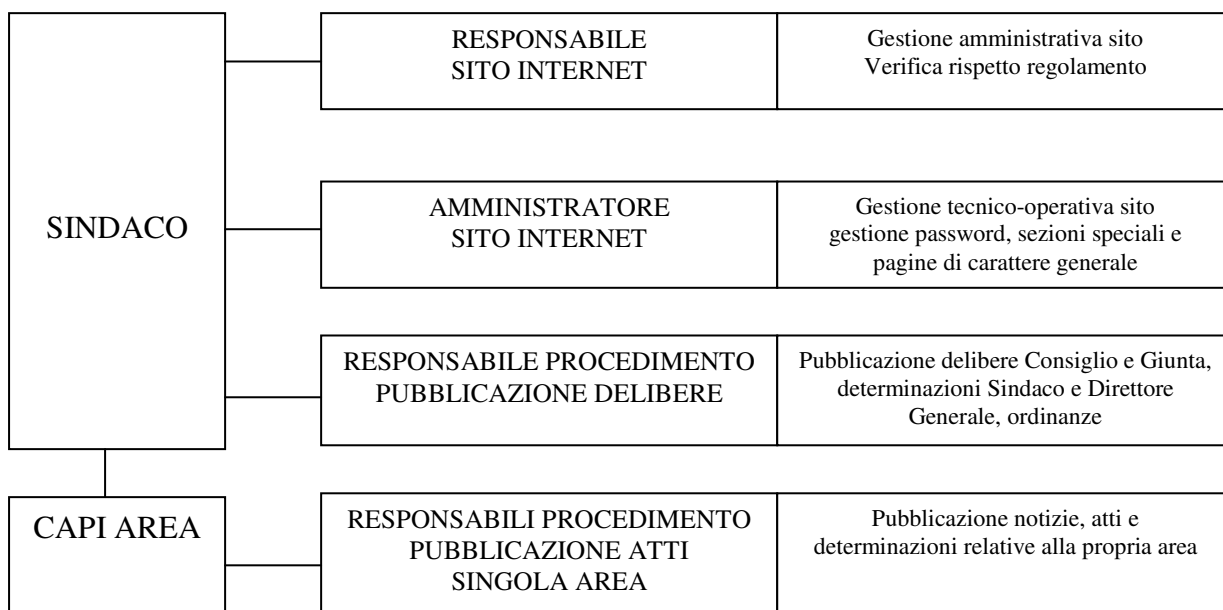 RESPONSABILE
SITO INTERNET
Gestione amministrativa sito
Verifica rispetto regolamento
SINDACO
AMMINISTRATORE
SITO INTERNET
Gestione tecnico-operativa sito
gestione password, sezioni speciali e
pagine di carattere generale
RESPONSABILE PROCEDIMENTO
PUBBLICAZIONE DELIBERE
Pubblicazione delibere Consiglio e Giunta,
determinazioni Sindaco e Direttore
Generale, ordinanze
CAPI AREA
RESPONSABILI PROCEDIMENTO
PUBBLICAZIONE ATTI
SINGOLA AREA
Pubblicazione notizie, atti e
determinazioni relative alla propria area